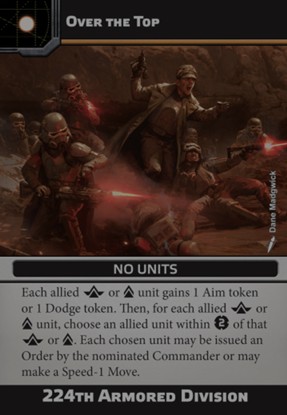 Over the Top
Dane Madgwick
NO UNITS
Each allied or unit gains 1 Aim token
or 1 Dodge token. Then, for each allied or
unit, choose an allied unit within 2 of that
or . Each chosen unit may be issued an
Order by the nominated Commander or may
make a Speed-1 Move.
224th Armored Division